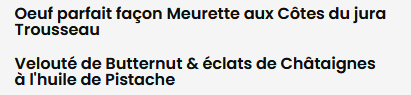 Oeuf parfait façon Meurette aux Côtes du jura
Trousseau
Velouté de Butternut & éclats de Châtaignes
à l'huile de Pistache